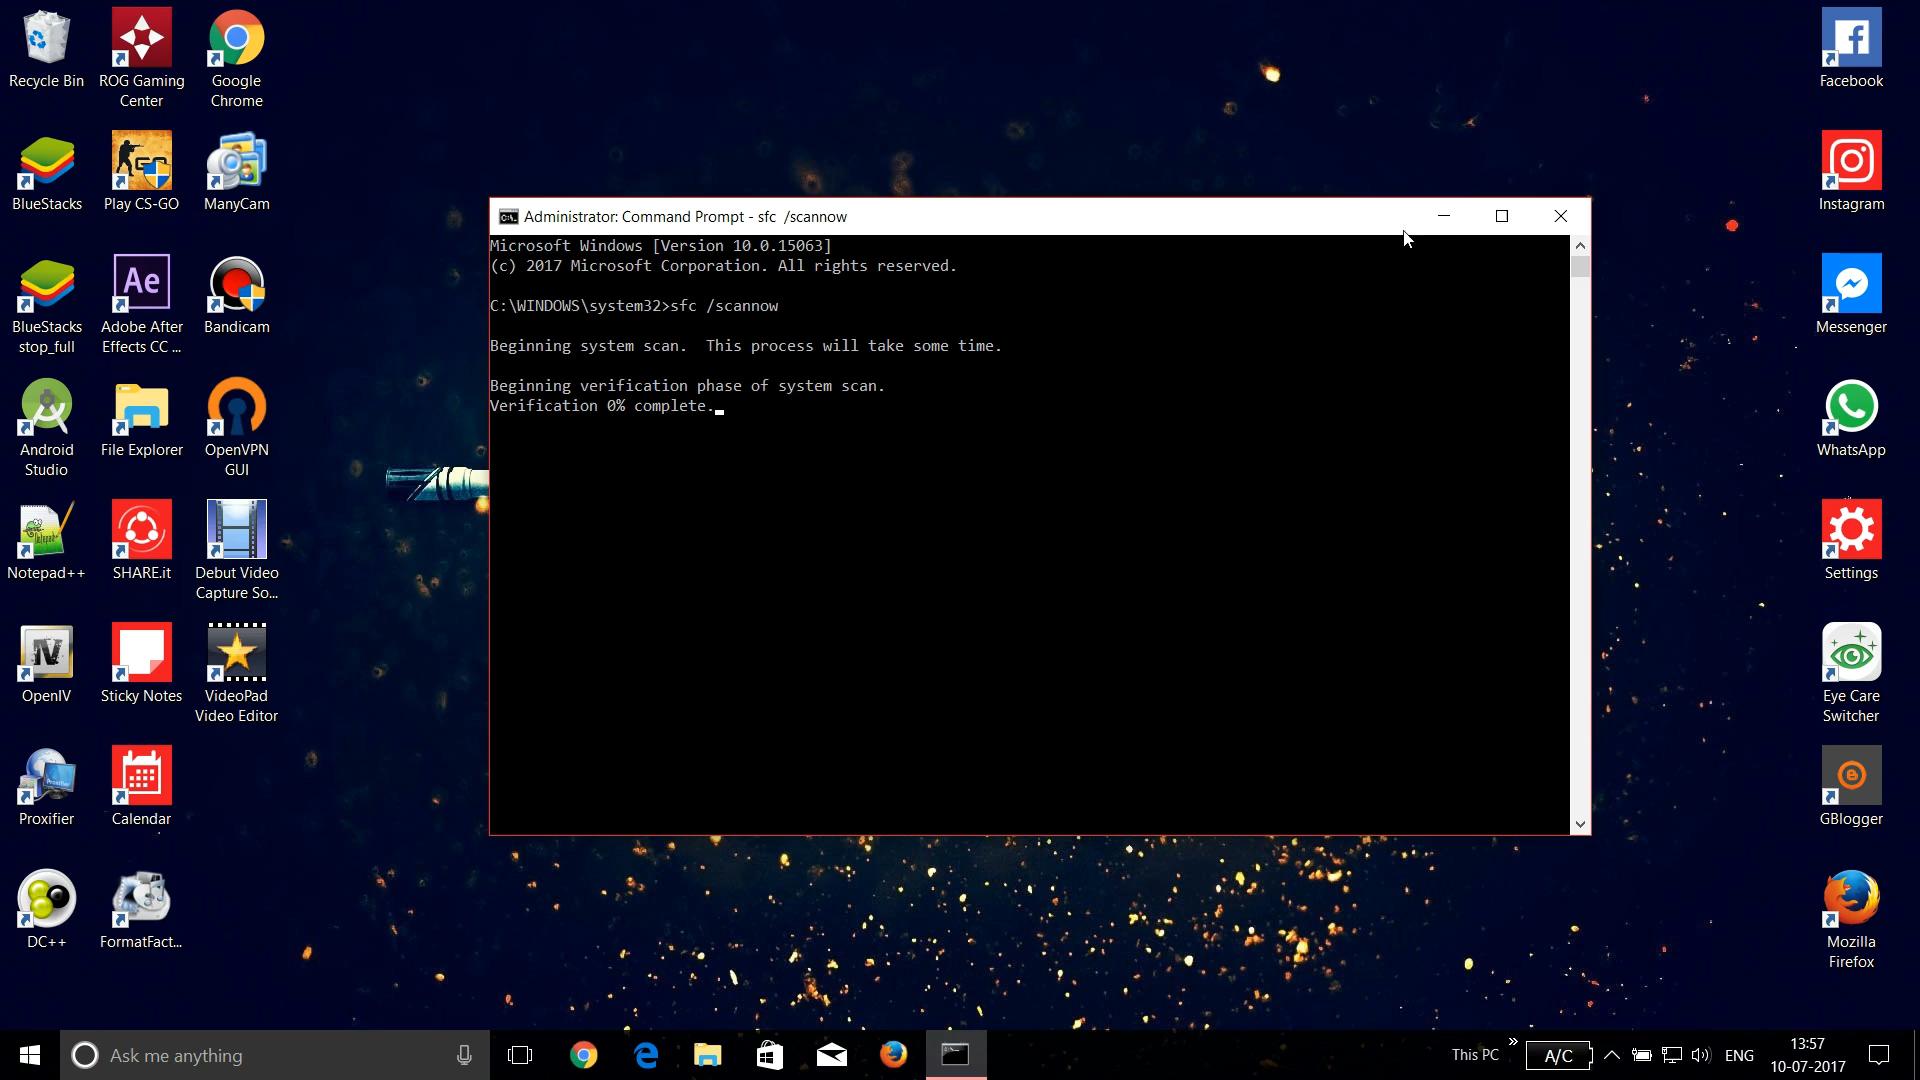 Recycle Bin
ROG Gaming
Center
Google
Chrome
BlueStacks
GO
Play CS-GO
ManyCam
BlueStacks
stop_full
Ae
Adobe After
Effects CC ...
Bandicam
Android
Studio
File Explorer
OpenVPN
GUI
Notepad++
SHARE.it
Debut Video
Capture So...
IV
OpenIV
Sticky Notes
VideoPad
Video Editor
Proxifier
Proxifier
Calendar
DC++
FormatFact...
Administrator: Command Prompt - sfc  /scannow
Microsoft Windows [Version 10.0.15063]
(c) 2017 Microsoft Corporation. All rights reserved.
C:\WINDOWS\system32>sfc /scannow
Beginning system scan.  This process will take some time.
Beginning verification phase of system scan.
Verification 0% complete.
Facebook
Instagram
Messenger
WhatsApp
Settings
Eye Care
Switcher
GBlogger
Mozilla
Firefox
Ask me anything
This PC
»
A/C
ENG
13:57
10-07-2017